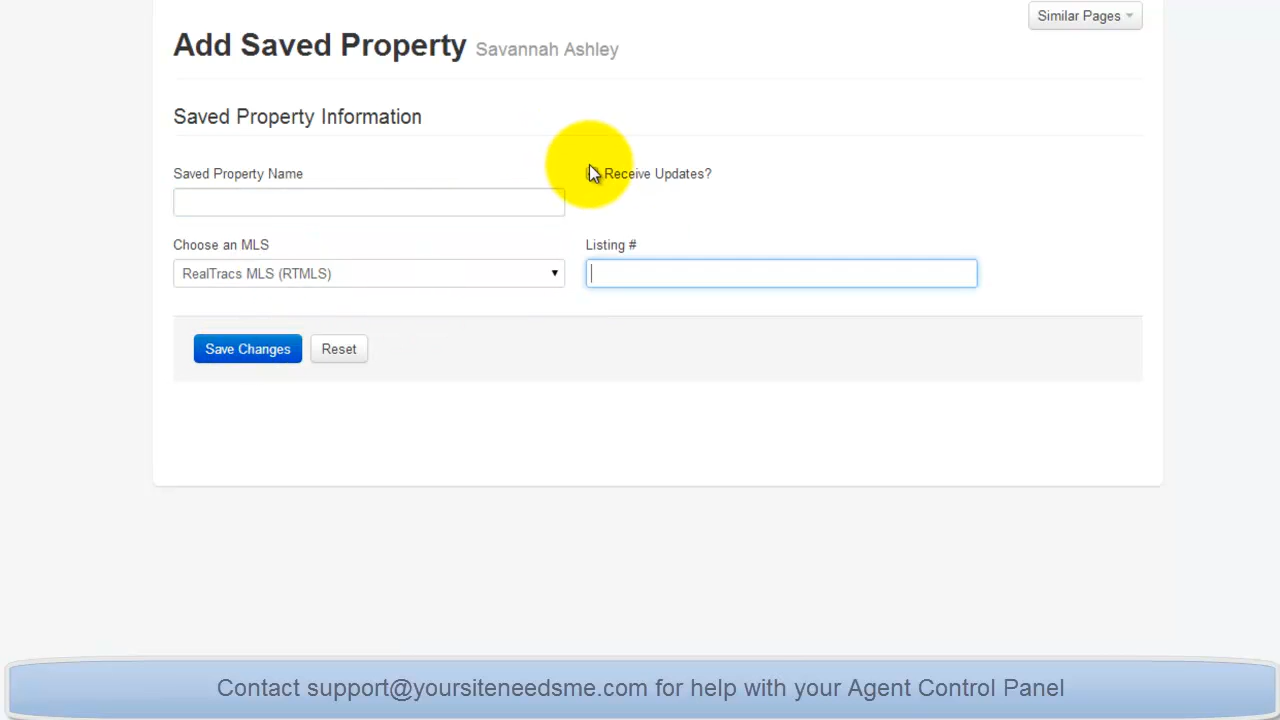 Similar Pages
Add Saved Property Savannah Ashley
Saved Property Information
Saved Property Name
Receive Updates?
Choose an MLS
Listing #
RealTracs MLS (RTMLS)
Save Changes
Reset
Contact support@yoursiteneedsme.com for help with your Agent Control Panel